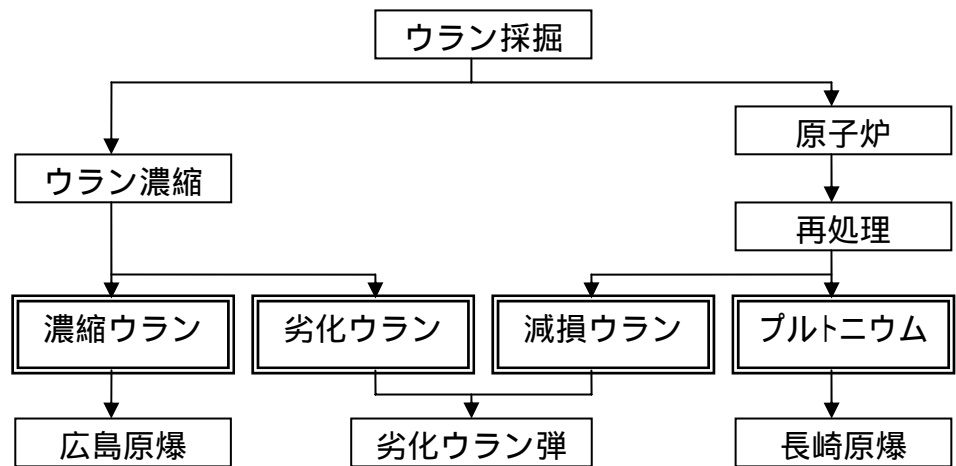 ウラン採掘
原子炉
ウラン濃縮
再処理
濃縮ウラン
劣化ウラン
減損ウラン
プルトニウム
広島原爆
劣化ウラン弾
長崎原爆